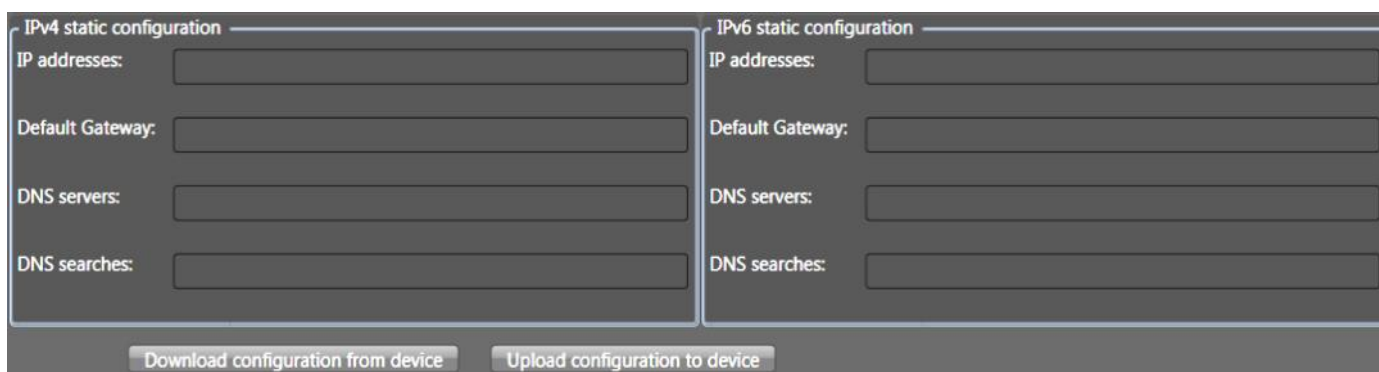 IPv4 static configuration
IP addresses:
Default Gateway:
DNS servers:
DNS searches:
IPv6 static configuration
IP addresses:
Default Gateway:
DNS servers:
DNS searches:
Download configuration from device
Upload configuration to device